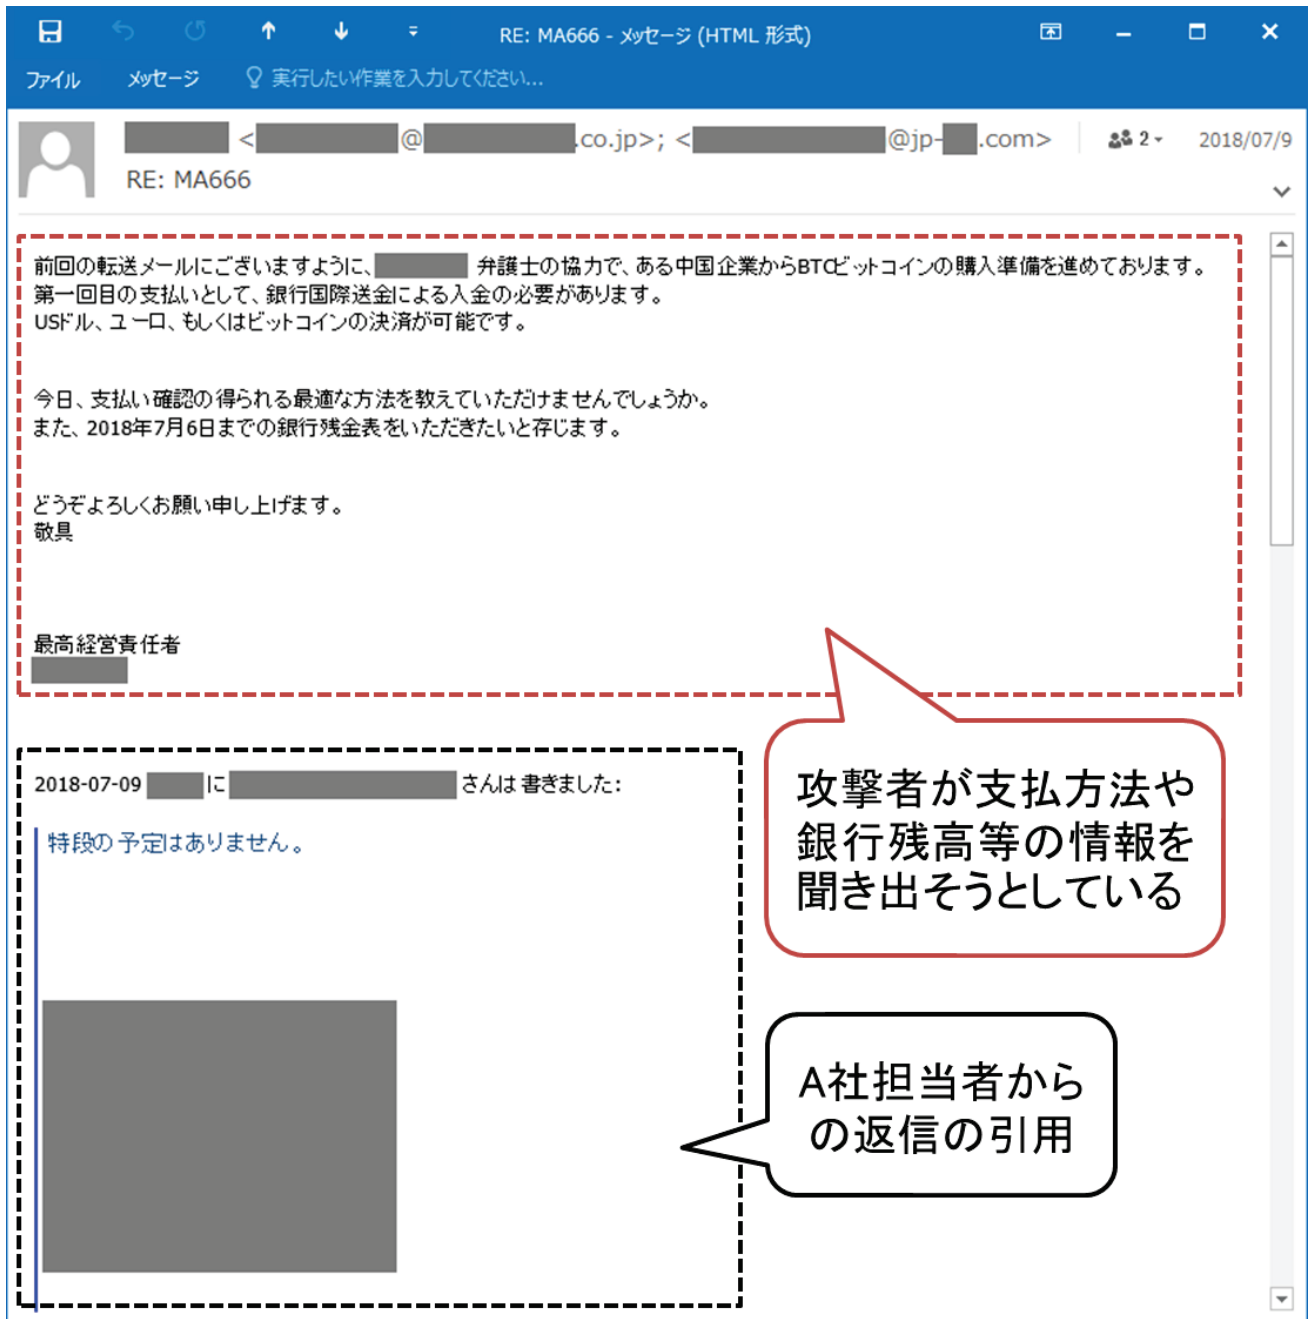 RE: MA666 - メッセージ (HTML 形式)
ファイル メッセージ 実行したい作業を入力してください...
< @ .co.jp>; < @jp- .com> 2 2018/07/9
RE: MA666
前回の転送メールにございますように、 弁護士の協力で、ある中国企業からBTCビットコインの購入準備を進めております。
第一回目の支払いとして、銀行国際送金による入金の必要があります。
USドル、ユーロ、もしくはビットコインの決済が可能です。
今日、支払い確認の得られる最適な方法を教えていただけませんでしょうか。
また、2018年7月6日までの銀行残金表をいただきたいと存じます。
どうぞよろしくお願い申し上げます。
敬具
最高経営責任者
攻撃者が支払方法や
銀行残高等の情報を
聞き出そうとしている
2018-07-09 に さんは書きました:
特段の予定はありません。
A社担当者から
の返信の引用